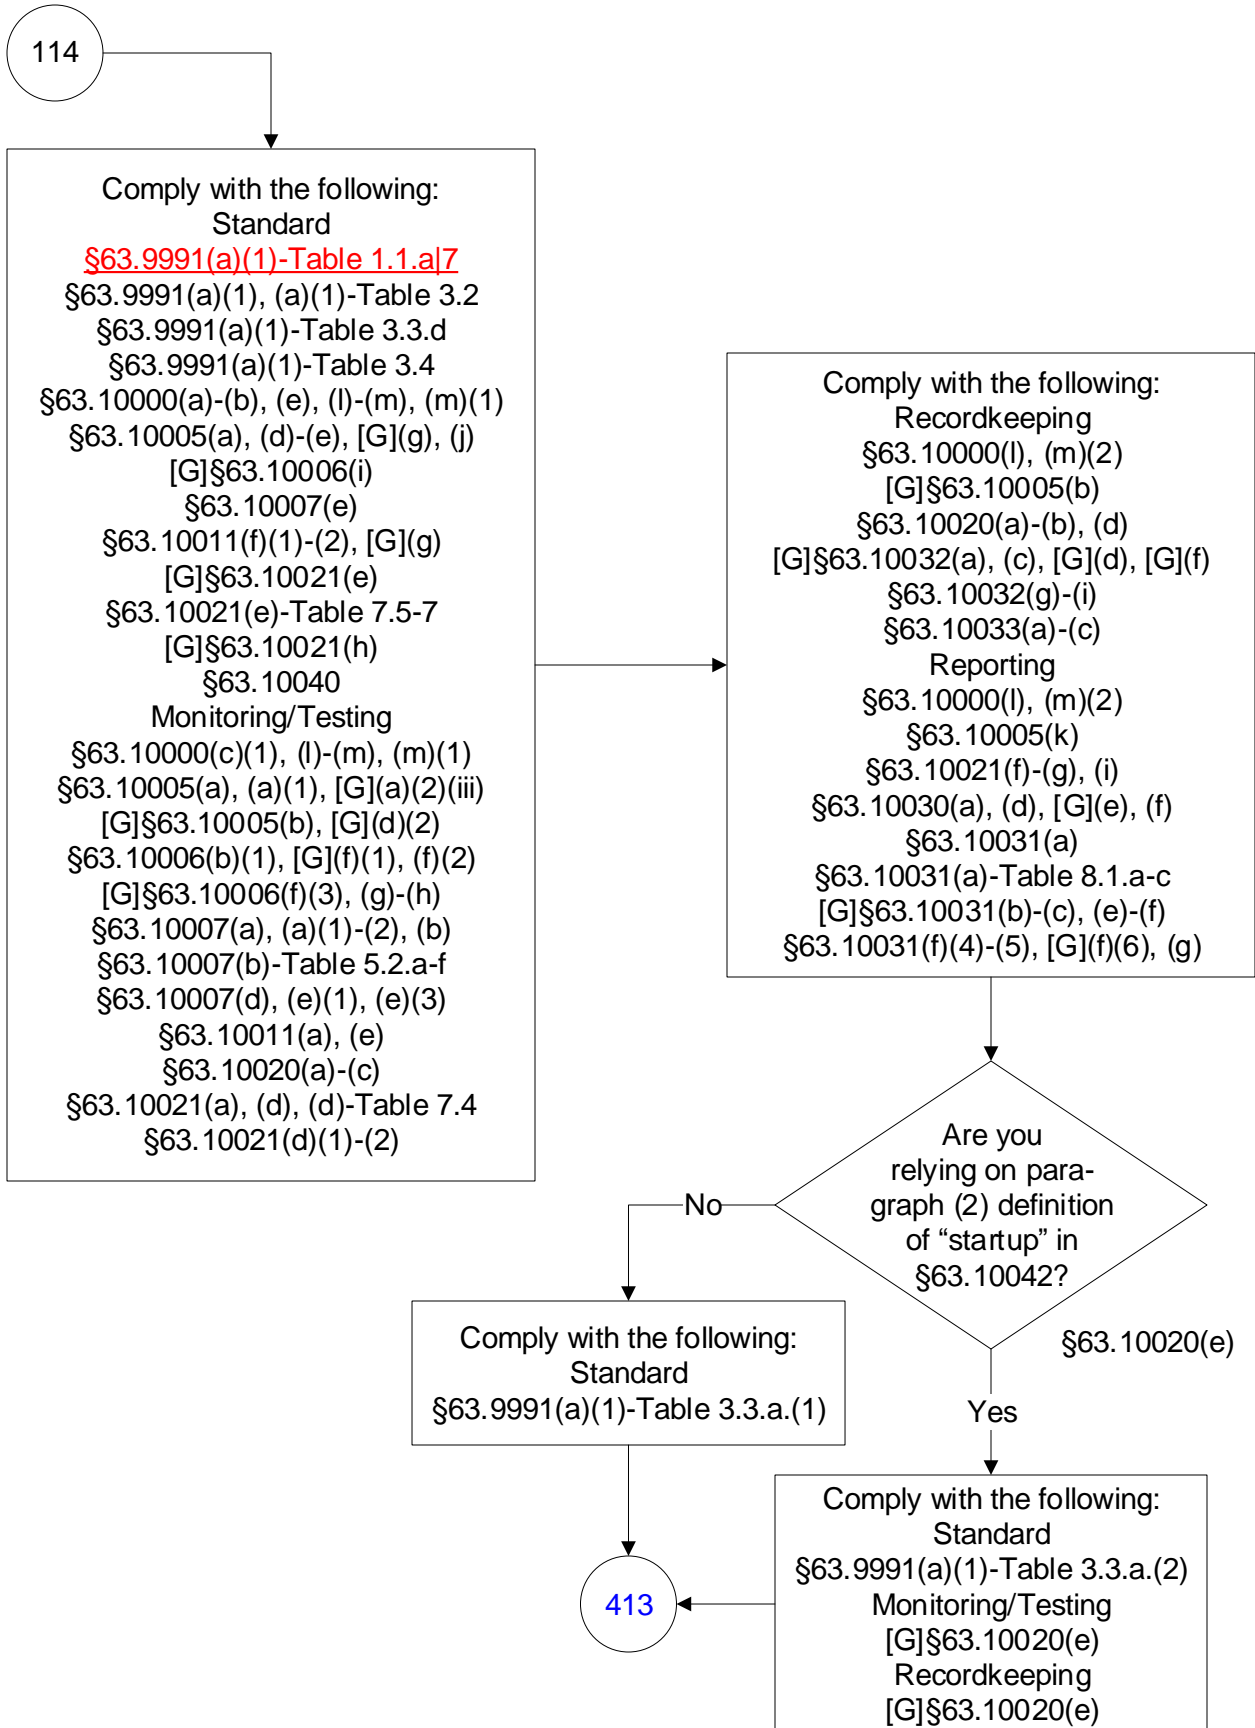 114
Comply with the following:
Standard
§63.9991(a)(1)-Table 1.1.a|7
§63.9991(a)(1), (a)(1)-Table 3.2
§63.9991(a)(1)-Table 3.3.d
§63.9991(a)(1)-Table 3.4
§63.10000(a)-(b), (e), (l)-(m), (m)(1)
§63.10005(a), (d)-(e), [G](g), (j)
[G]§63.10006(i)
§63.10007(e)
§63.10011(f)(1)-(2), [G](g)
[G]§63.10021(e)
§63.10021(e)-Table 7.5-7
[G]§63.10021(h)
§63.10040
Monitoring/Testing
§63.10000(c)(1), (l)-(m), (m)(1)
§63.10005(a), (a)(1), [G](a)(2)(iii)
[G]§63.10005(b), [G](d)(2)
§63.10006(b)(1), [G](f)(1), (f)(2)
[G]§63.10006(f)(3), (g)-(h)
§63.10007(a), (a)(1)-(2), (b)
§63.10007(b)-Table 5.2.a-f
§63.10007(d), (e)(1), (e)(3)
§63.10011(a), (e)
§63.10020(a)-(c)
§63.10021(a), (d), (d)-Table 7.4
§63.10021(d)(1)-(2)
Comply with the following:
Recordkeeping
§63.10000(l), (m)(2)
[G]§63.10005(b)
§63.10020(a)-(b), (d)
[G]§63.10032(a), (c), [G](d), [G](f)
§63.10032(g)-(i)
§63.10033(a)-(c)
Reporting
§63.10000(l), (m)(2)
§63.10005(k)
§63.10021(f)-(g), (i)
§63.10030(a), (d), [G](e), (f)
§63.10031(a)
§63.10031(a)-Table 8.1.a-c
[G]§63.10031(b)-(c), (e)-(f)
§63.10031(f)(4)-(5), [G](f)(6), (g)
Are you
relying on para-
graph (2) definition
of “startup” in
§63.10042?
§63.10020(e)
No
Comply with the following:
Standard
§63.9991(a)(1)-Table 3.3.a.(1)
Yes
Comply with the following:
Standard
§63.9991(a)(1)-Table 3.3.a.(2)
Monitoring/Testing
[G]§63.10020(e)
Recordkeeping
[G]§63.10020(e)
413